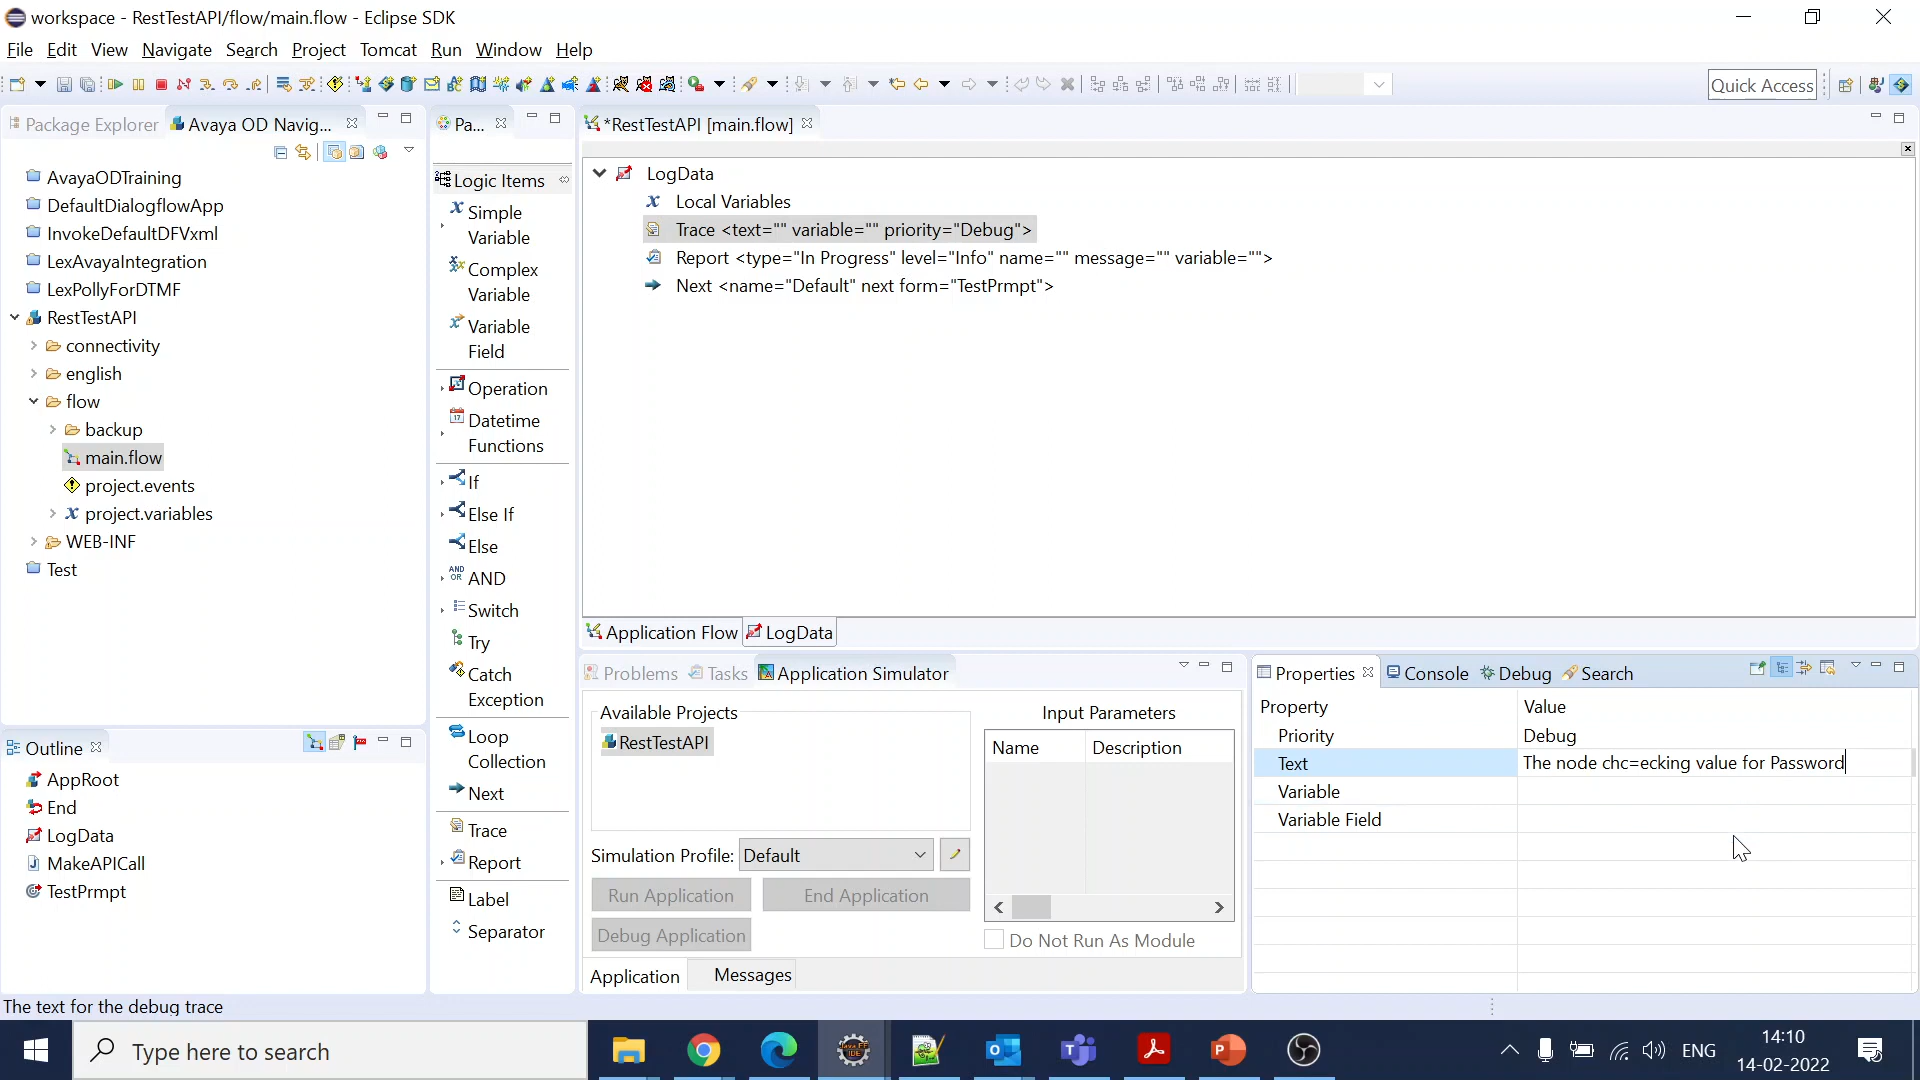 workspace - RestTestAPI/flow/main.flow - Eclipse SDK
File Edit View Navigate Search Project Tomcat Run Window Help
Quick Access
Package Explorer
Avaya OD Navig...
AvayaODTraining
DefaultDialogflowApp
InvokeDefaultDFVxml
LexAvayaIntegration
LexPollyForDTMF
RestTestAPI
connectivity
english
flow
backup
main.flow
project.events
project.variables
WEB-INF
Test
Outline
AppRoot
End
LogData
MakeAPICall
TestPrmpt
Pa...
Logic Items
Simple
Variable
Complex
Variable
Variable
Field
Operation
Datetime
Functions
If
Else If
Else
AND
OR
AND
Switch
Try
Catch
Exception
Loop
Collection
Next
Trace
Report
Label
Separator
*RestTestAPI [main.flow]
LogData
Local Variables
Trace <text="" variable="" priority="Debug">
Report <type="In Progress" level="Info" name="" message="" variable="">
Next <name="Default" next form="TestPrmpt">
Application Flow LogData
Problems Tasks Application Simulator
Available Projects
RestTestAPI
Input Parameters
Name Description
Simulation Profile: Default
Run Application End Application
Debug Application
Do Not Run As Module
Application Messages
Properties Console Debug Search
Property Value
Priority Debug
Text The node chc=ecking value for Password
Variable
Variable Field
The text for the debug trace
Type here to search
ENG
14:10
14-02-2022